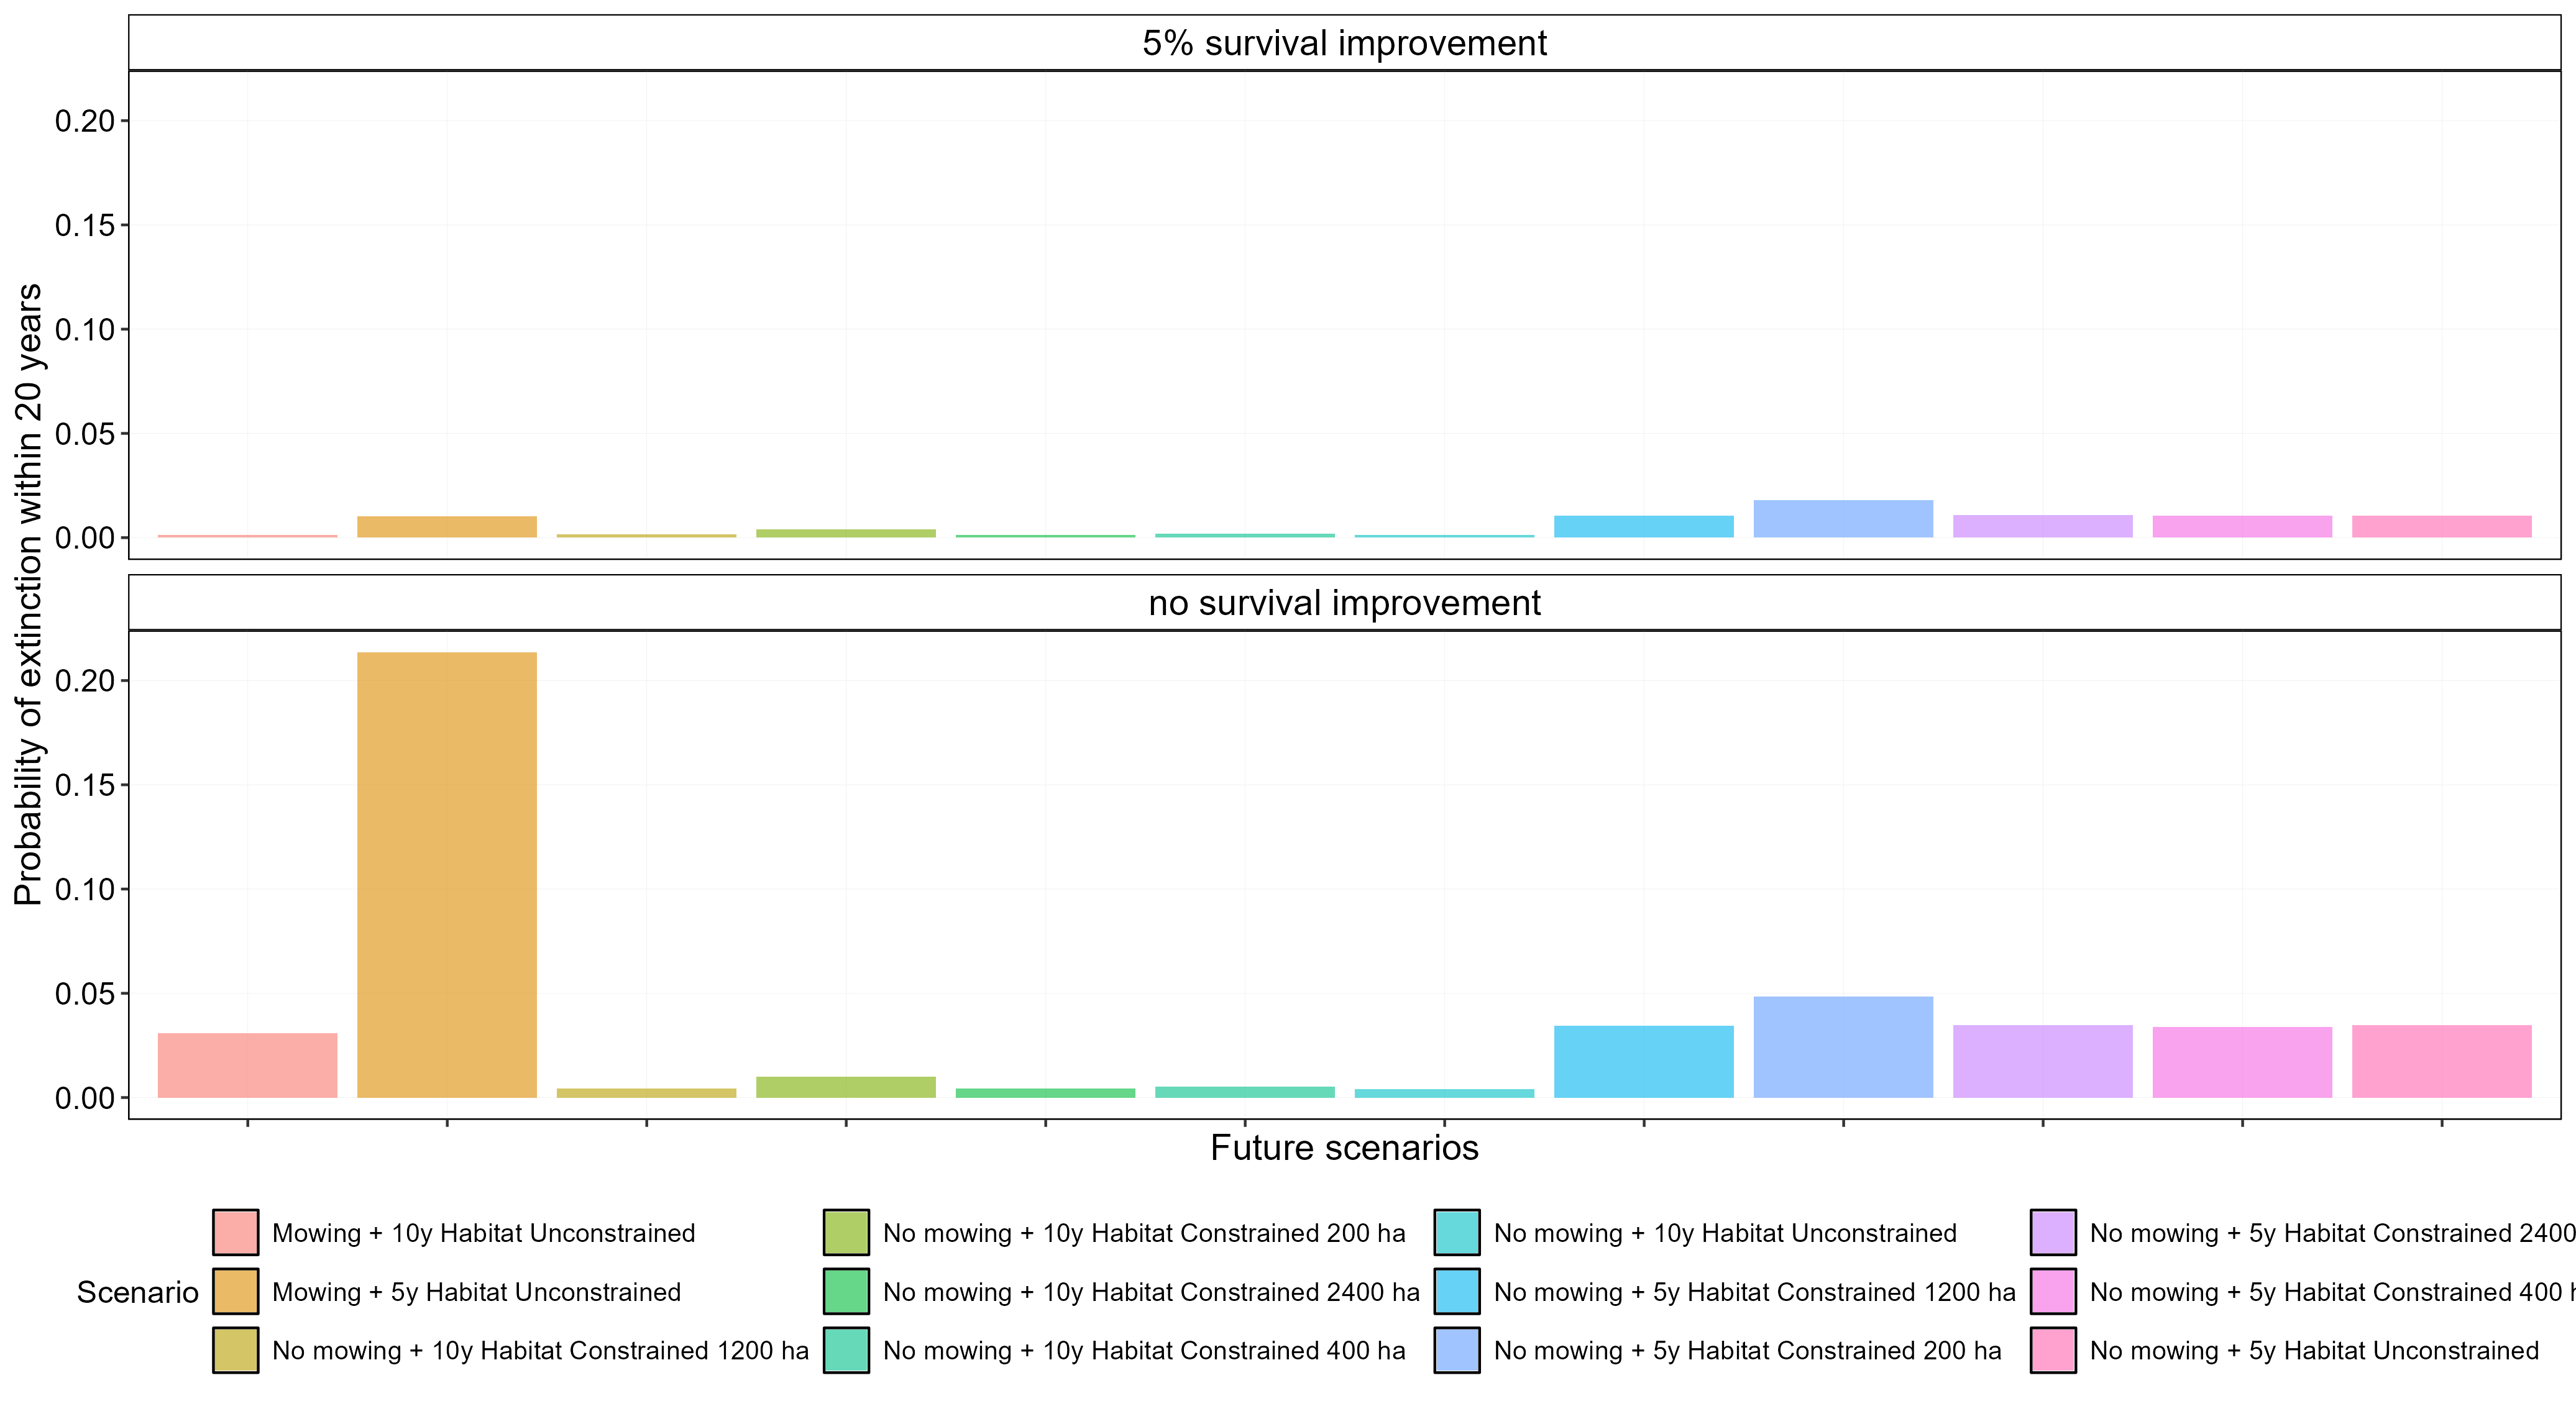 5% survival improvement
0.20
0.15
0.10
0.05
0.00
Probability of extinction within 20 years
no survival improvement
0.20
0.15
0.10
0.05
0.00
Future scenarios
Scenario
Mowing + 10y Habitat Unconstrained
Mowing + 5y Habitat Unconstrained
No mowing + 10y Habitat Constrained 1200 ha
No mowing + 10y Habitat Constrained 200 ha
No mowing + 10y Habitat Constrained 2400 ha
No mowing + 10y Habitat Constrained 400 ha
No mowing + 10y Habitat Unconstrained
No mowing + 5y Habitat Constrained 1200 ha
No mowing + 5y Habitat Constrained 200 ha
No mowing + 5y Habitat Constrained 2400
No mowing + 5y Habitat Constrained 400
No mowing + 5y Habitat Unconstrained